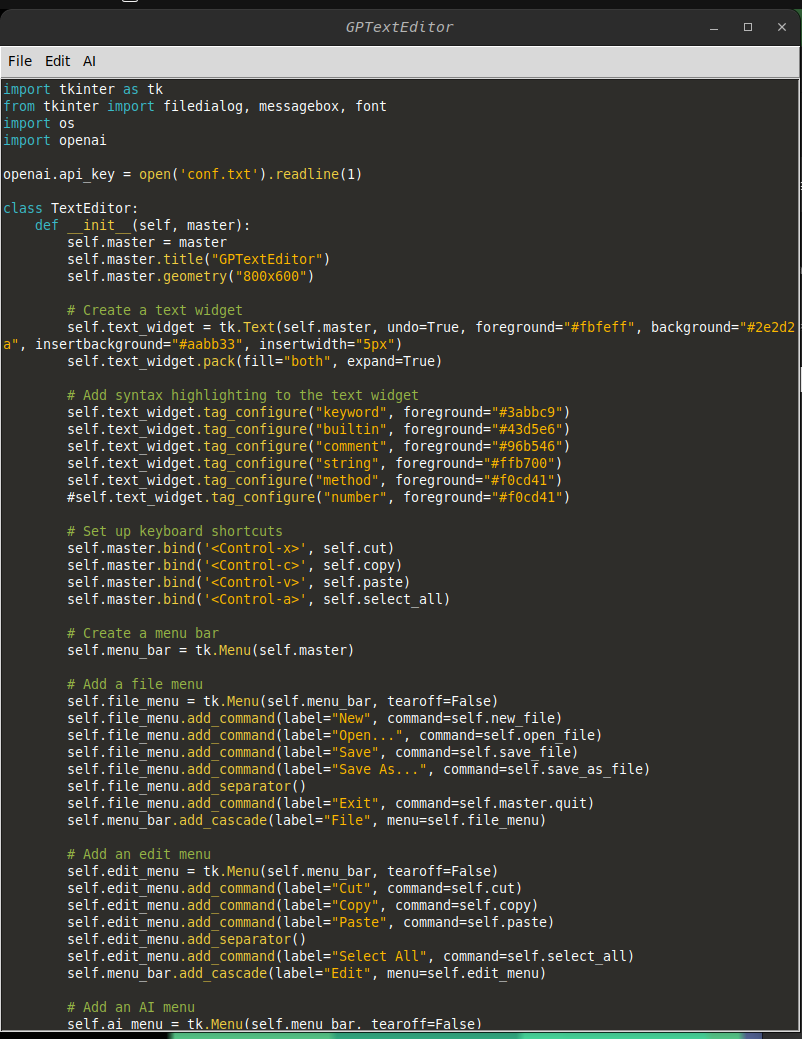 GPTextEditor
File Edit AI
import tkinter as tk
from tkinter import filedialog, messagebox, font
import os
import openai

openai.api_key = open('conf.txt').readline(1)

class TextEditor:
    def __init__(self, master):
        self.master = master
        self.master.title("GPTextEditor")
        self.master.geometry("800x600")

        # Create a text widget
        self.text_widget = tk.Text(self.master, undo=True, foreground="#fbfeff", background="#2e2d2
a", insertbackground="#aabb33", insertwidth="5px")
        self.text_widget.pack(fill="both", expand=True)

        # Add syntax highlighting to the text widget
        self.text_widget.tag_configure("keyword", foreground="#3abbc9")
        self.text_widget.tag_configure("builtin", foreground="#43d5e6")
        self.text_widget.tag_configure("comment", foreground="#96b546")
        self.text_widget.tag_configure("string", foreground="#ffb700")
        self.text_widget.tag_configure("method", foreground="#f0cd41")
        #self.text_widget.tag_configure("number", foreground="#f0cd41")

        # Set up keyboard shortcuts
        self.master.bind('<Control-x>', self.cut)
        self.master.bind('<Control-c>', self.copy)
        self.master.bind('<Control-v>', self.paste)
        self.master.bind('<Control-a>', self.select_all)

        # Create a menu bar
        self.menu_bar = tk.Menu(self.master)

        # Add a file menu
        self.file_menu = tk.Menu(self.menu_bar, tearoff=False)
        self.file_menu.add_command(label="New", command=self.new_file)
        self.file_menu.add_command(label="Open...", command=self.open_file)
        self.file_menu.add_command(label="Save", command=self.save_file)
        self.file_menu.add_command(label="Save As...", command=self.save_as_file)
        self.file_menu.add_separator()
        self.file_menu.add_command(label="Exit", command=self.master.quit)
        self.menu_bar.add_cascade(label="File", menu=self.file_menu)

        # Add an edit menu
        self.edit_menu = tk.Menu(self.menu_bar, tearoff=False)
        self.edit_menu.add_command(label="Cut", command=self.cut)
        self.edit_menu.add_command(label="Copy", command=self.copy)
        self.edit_menu.add_command(label="Paste", command=self.paste)
        self.edit_menu.add_separator()
        self.edit_menu.add_command(label="Select All", command=self.select_all)
        self.menu_bar.add_cascade(label="Edit", menu=self.edit_menu)

        # Add an AI menu
        self.ai_menu = tk.Menu(self.menu_bar, tearoff=False)